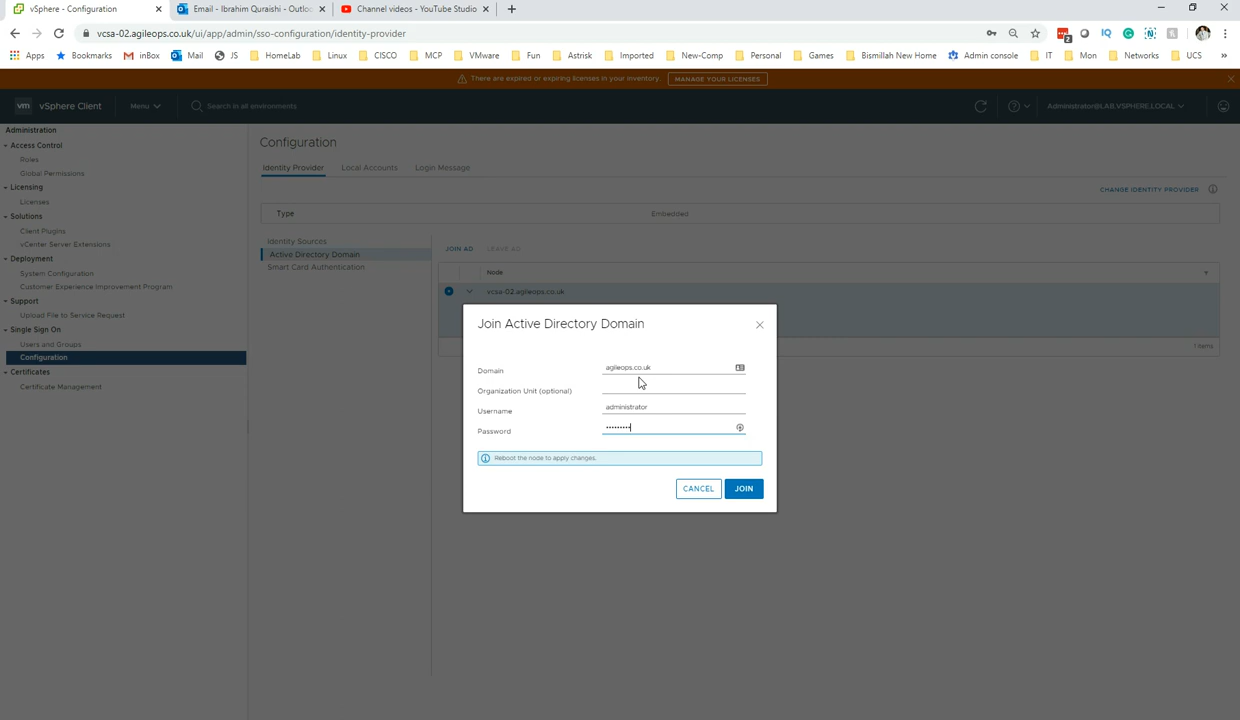 vSphere - Configuration
Email - Ibrahim Quraishi - Outloo
Channel videos - YouTube Studio
vcsa-02.agileops.co.uk/ui/app/admin/sso-configuration/identity-provider
Apps Bookmarks inBox Mail JS HomeLab Linux CISCO MCP VMware Fun Astrisk Imported New-Comp Personal Games Bismillah New Home Admin console IT Mon Networks UCS »
There are expired or expiring licenses in your inventory. MANAGE YOUR LICENSES
vm vSphere Client Menu Search in all environments Administrator@LAB.VSPHERE.LOCAL
Administration
Access Control
Roles
Global Permissions
Licensing
Licenses
Solutions
Client Plugins
vCenter Server Extensions
Deployment
System Configuration
Customer Experience Improvement Program
Support
Upload File to Service Request
Single Sign On
Users and Groups
Configuration
Certificates
Certificate Management
Configuration
Identity Provider Local Accounts Login Message
CHANGE IDENTITY PROVIDER
Type Embedded
Identity Sources
Active Directory Domain
Smart Card Authentication
JOIN AD LEAVE AD
Node
vcsa-02.agileops.co.uk
1 items
Join Active Directory Domain
Domain agileops.co.uk
Organization Unit (optional)
Username administrator
Password •••••••••
Reboot the node to apply changes.
CANCEL JOIN